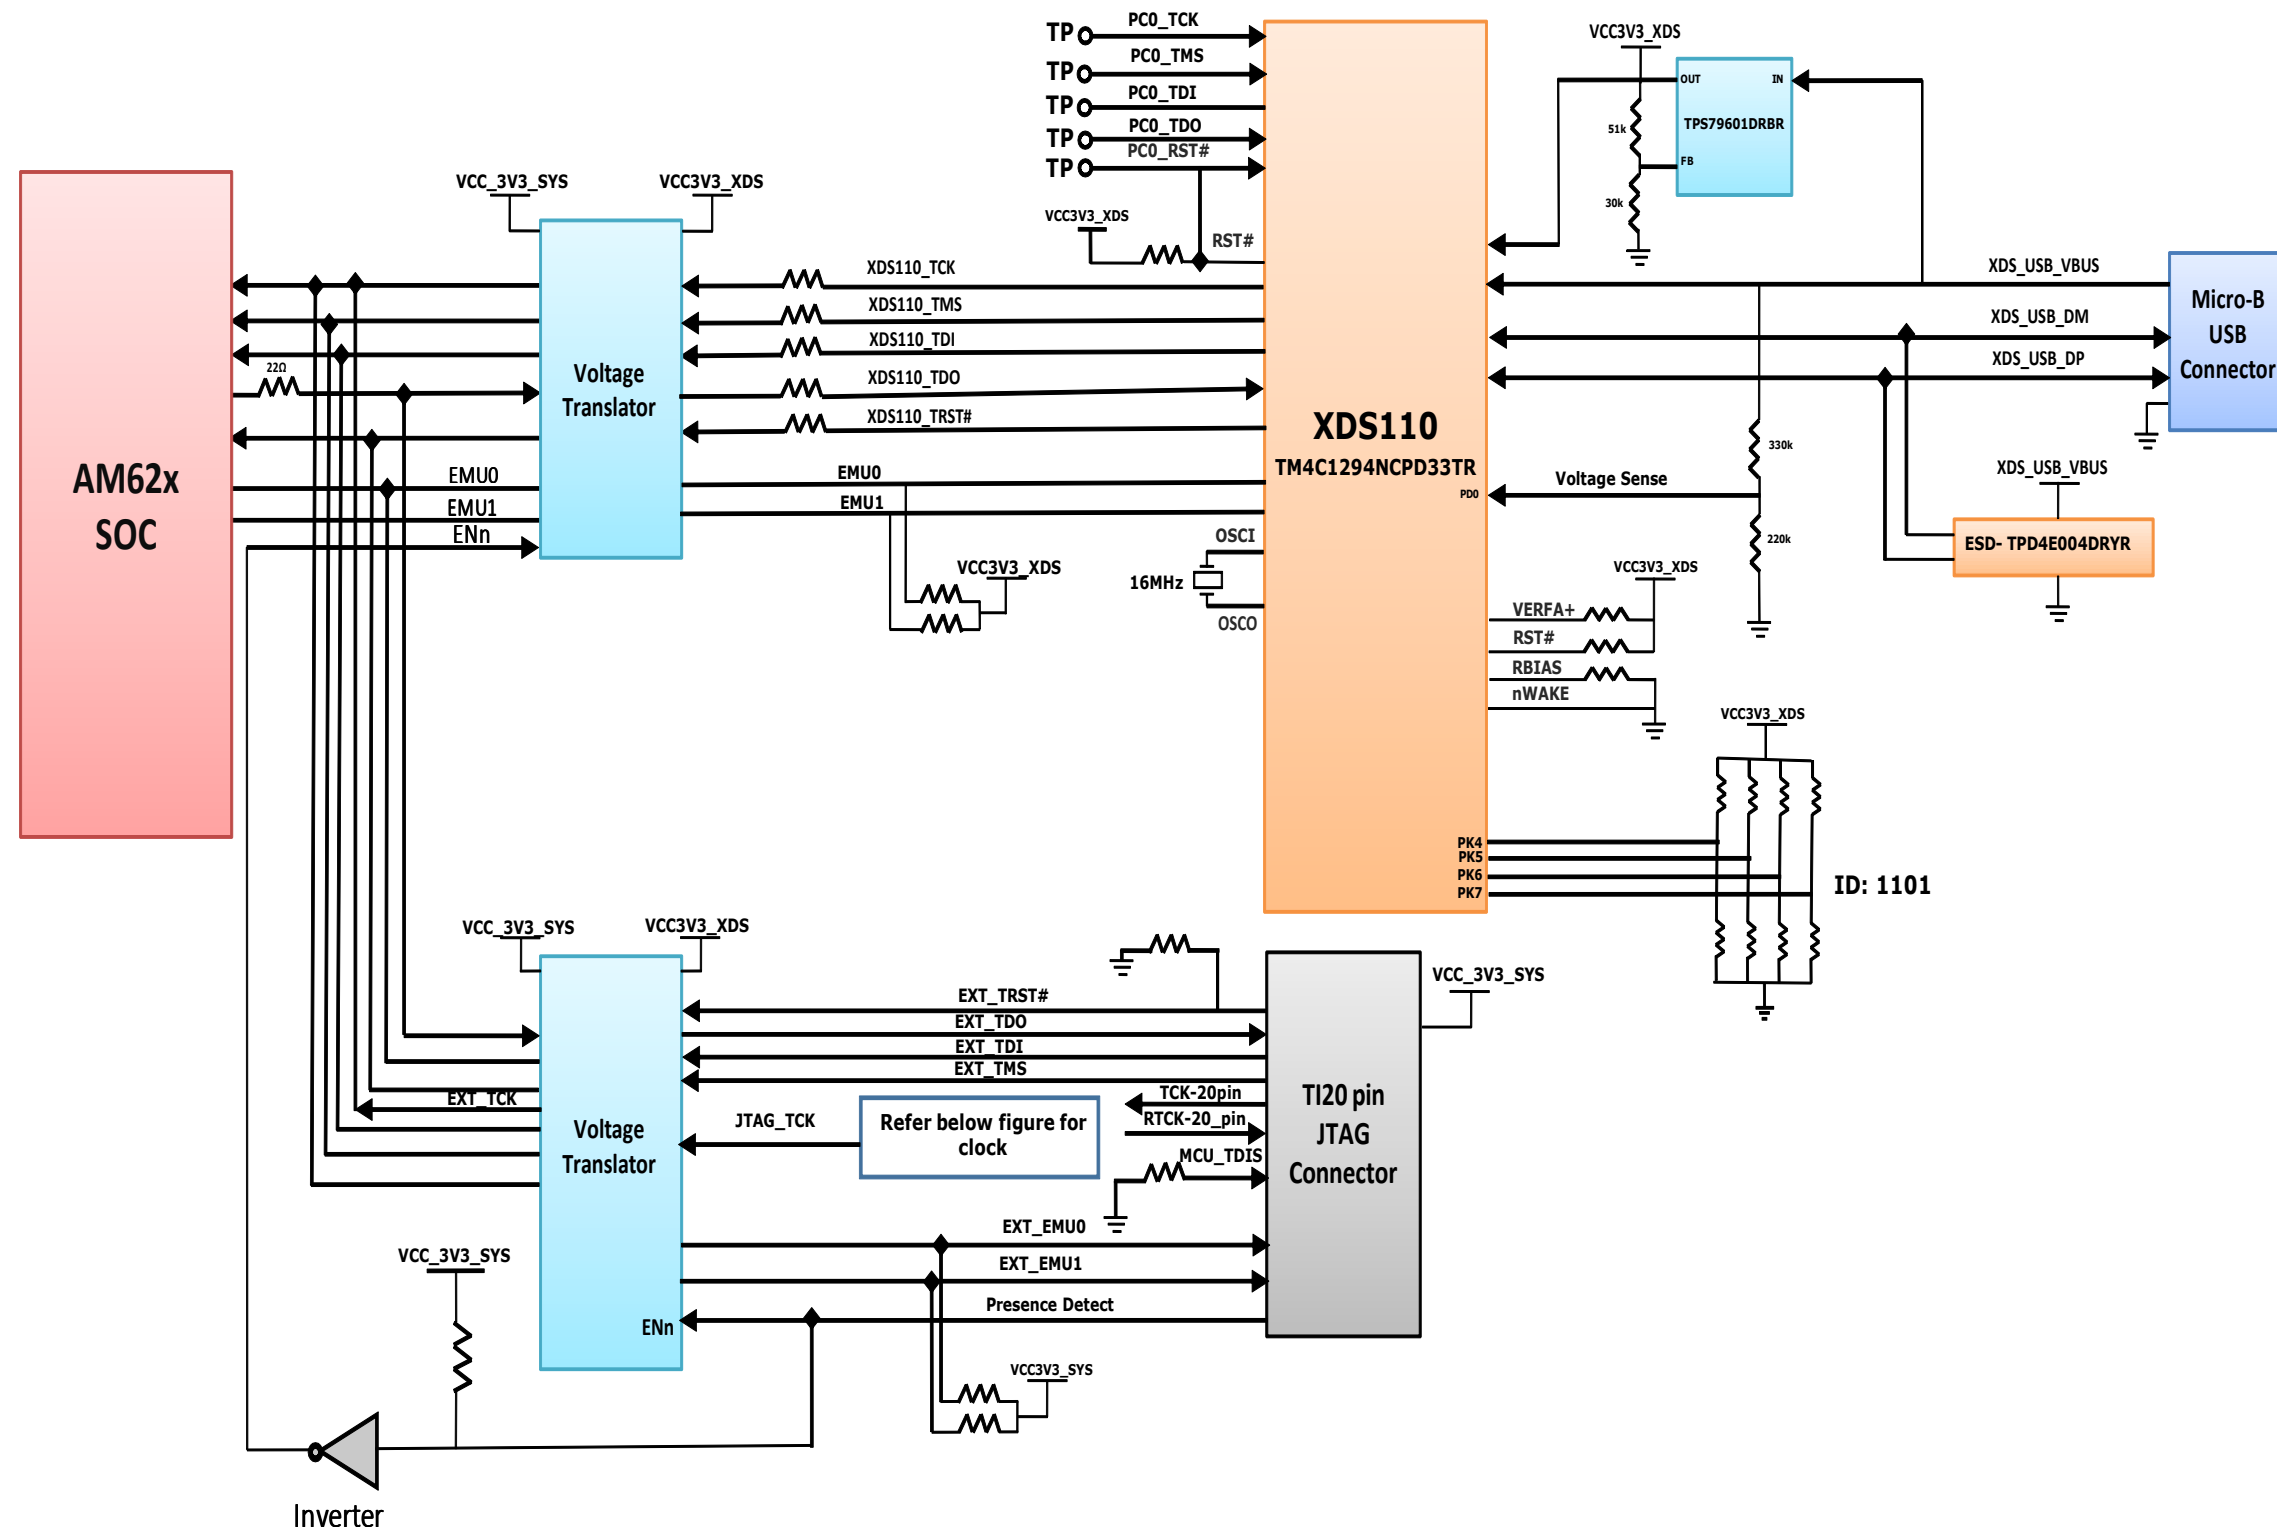 TP
PC0_TCK
TP
PC0_TMS
TP
PC0_TDI
TP
PC0_TDO
TP
PC0_RST#
VCC3V3_XDS
RST#
VCC3V3_XDS
OUT
IN
TPS79601DRBR
FB
51k
30k
VCC_3V3_SYS
VCC3V3_XDS
Voltage
Translator
XDS110_TCK
XDS110_TMS
XDS110_TDI
XDS110_TDO
XDS110_TRST#
22Ω
AM62x
SOC
EMU0
EMU1
ENn
EMU0
EMU1
VCC3V3_XDS
OSCI
16MHz
OSCO
XDS110
TM4C1294NCPD33TR
PD0
Voltage Sense
XDS_USB_VBUS
XDS_USB_DM
XDS_USB_DP
Micro-B
USB
Connector
330k
220k
XDS_USB_VBUS
ESD- TPD4E004DRYR
VCC3V3_XDS
VERFA+
RST#
RBIAS
nWAKE
VCC3V3_XDS
PK4
PK5
PK6
PK7
ID: 1101
VCC_3V3_SYS
VCC3V3_XDS
Voltage
Translator
ENn
EXT_TCK
EXT_TRST#
EXT_TDO
EXT_TDI
EXT_TMS
TCK-20pin
RTCK-20_pin
MCU_TDIS
JTAG_TCK
Refer below figure for
clock
TI20 pin
JTAG
Connector
VCC_3V3_SYS
EXT_EMU0
EXT_EMU1
Presence Detect
VCC3V3_SYS
VCC_3V3_SYS
Inverter